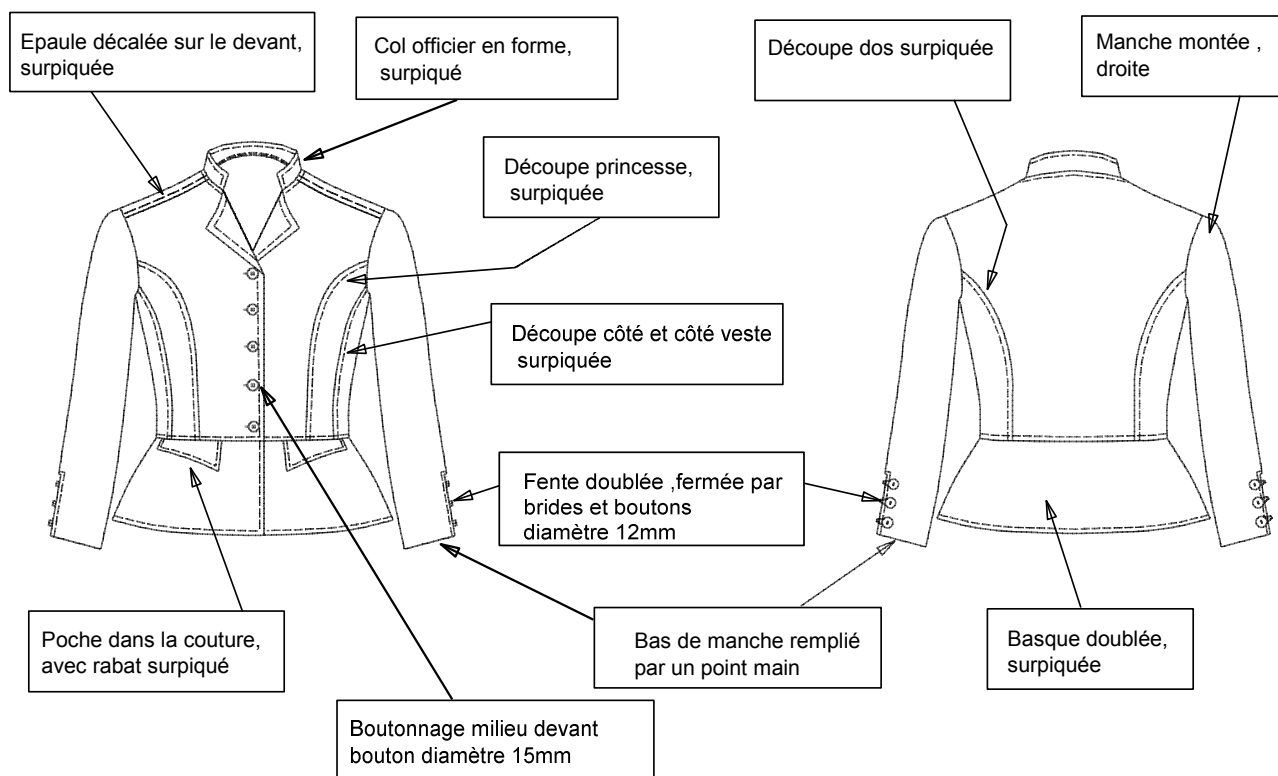 Epaule décalée sur le devant,
surpiquée
Col officier en forme,
surpiqué
Découpe dos surpiquée
Manche montée ,
droite
Découpe princesse,
surpiquée
Découpe côté et côté veste
surpiquée
Fente doublée ,fermée par
brides et boutons
diamètre 12mm
Poche dans la couture,
avec rabat surpiqué
Bas de manche remplié
par un point main
Basque doublée,
surpiquée
Boutonnage milieu devant
bouton diamètre 15mm